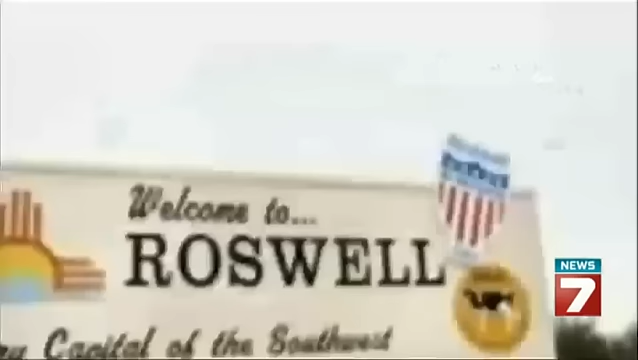 Welcome to...
ROSWELL
Capital of the Southwest
NEWS
7